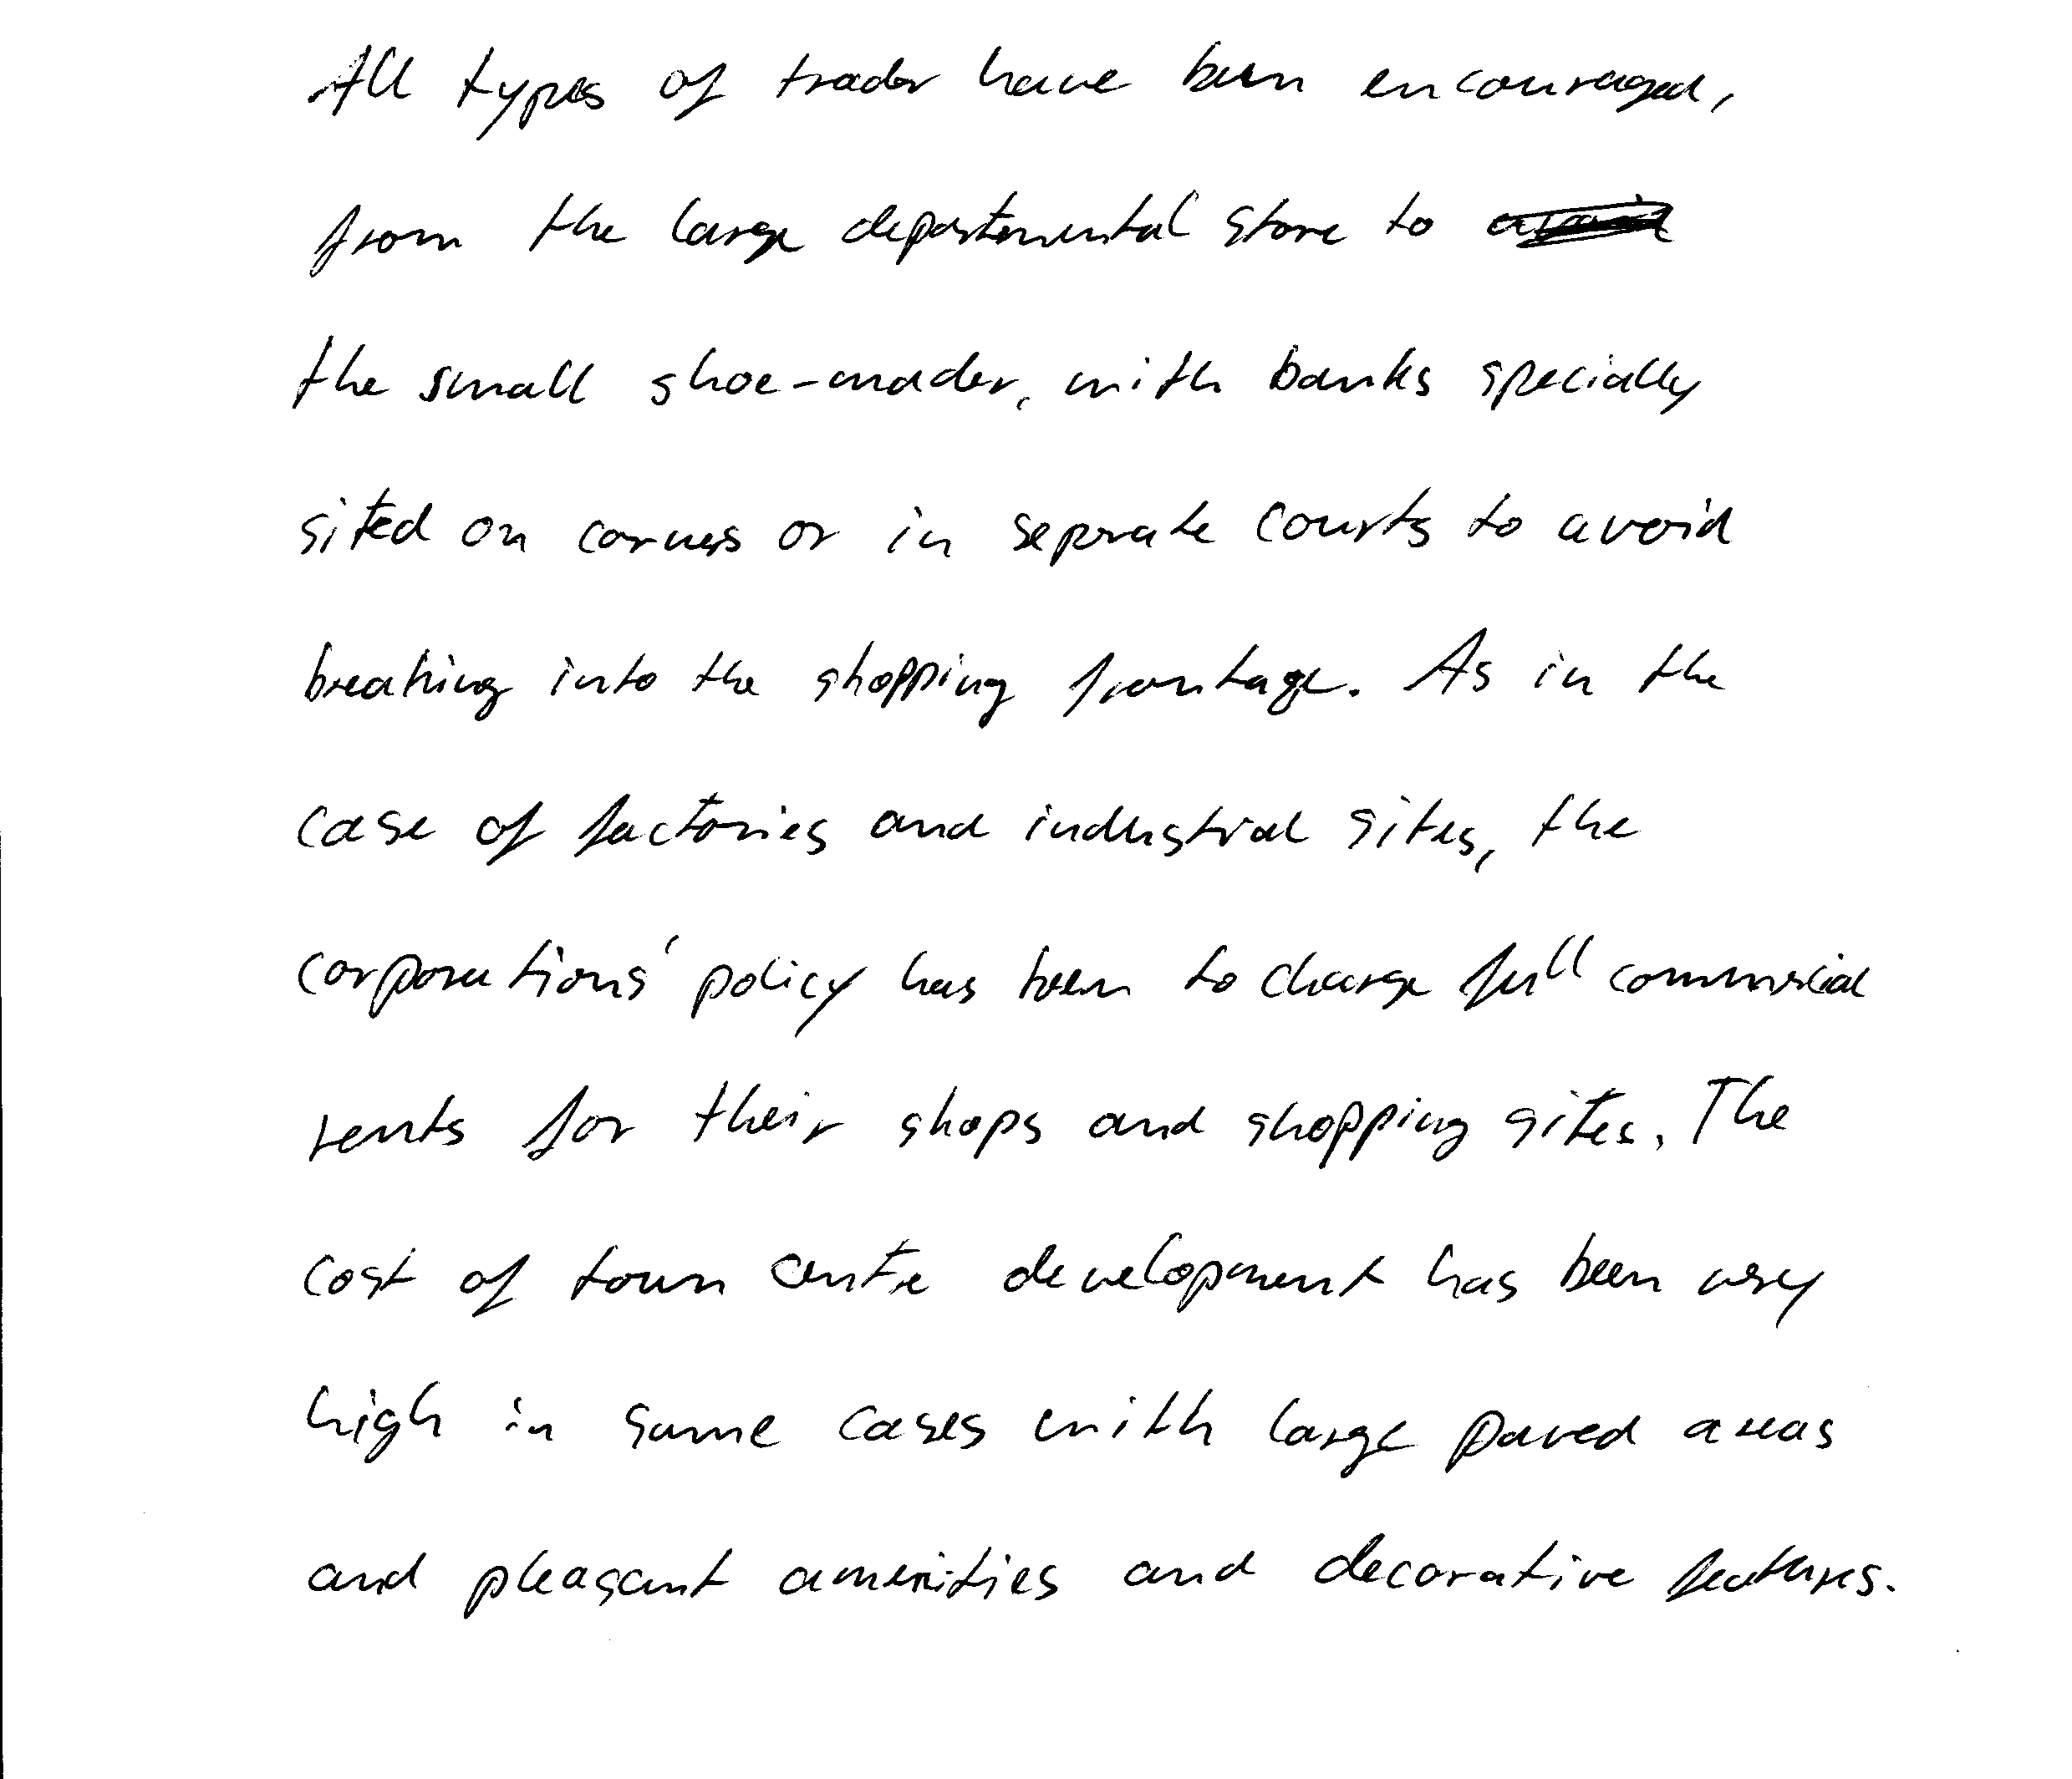 All types of trader have been encouraged,
from the large departmental store to
the small shoe-mader, with banks specially
sited on corners or in seperate courts to avoid
breaking into the shopping frontage. As in the
case of factories and industrial sites, the
corporations' policy has been to charge full commercial
rents for their shops and shopping sites. The
cost of town centre development has been very
high in some cases with large paved areas
and pleasant amenities and decorative features.